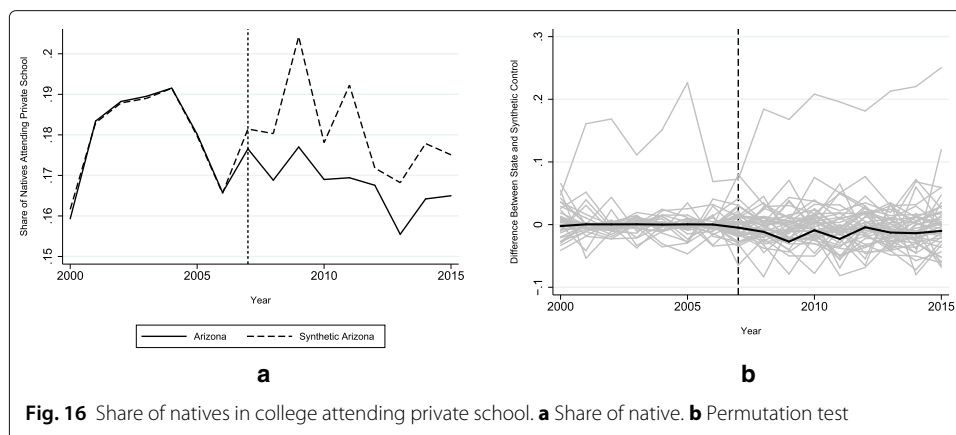 Share of Natives Attending Private School
.2
.19
.18
.17
.16
.15
2000
2005
2010
2015
Year
Arizona
Synthetic Arizona
a
Difference Between State and Synthetic Control
.3
.2
.1
0
-.1
2000
2005
2010
2015
Year
b
Fig. 16 Share of natives in college attending private school. a Share of native. b Permutation test